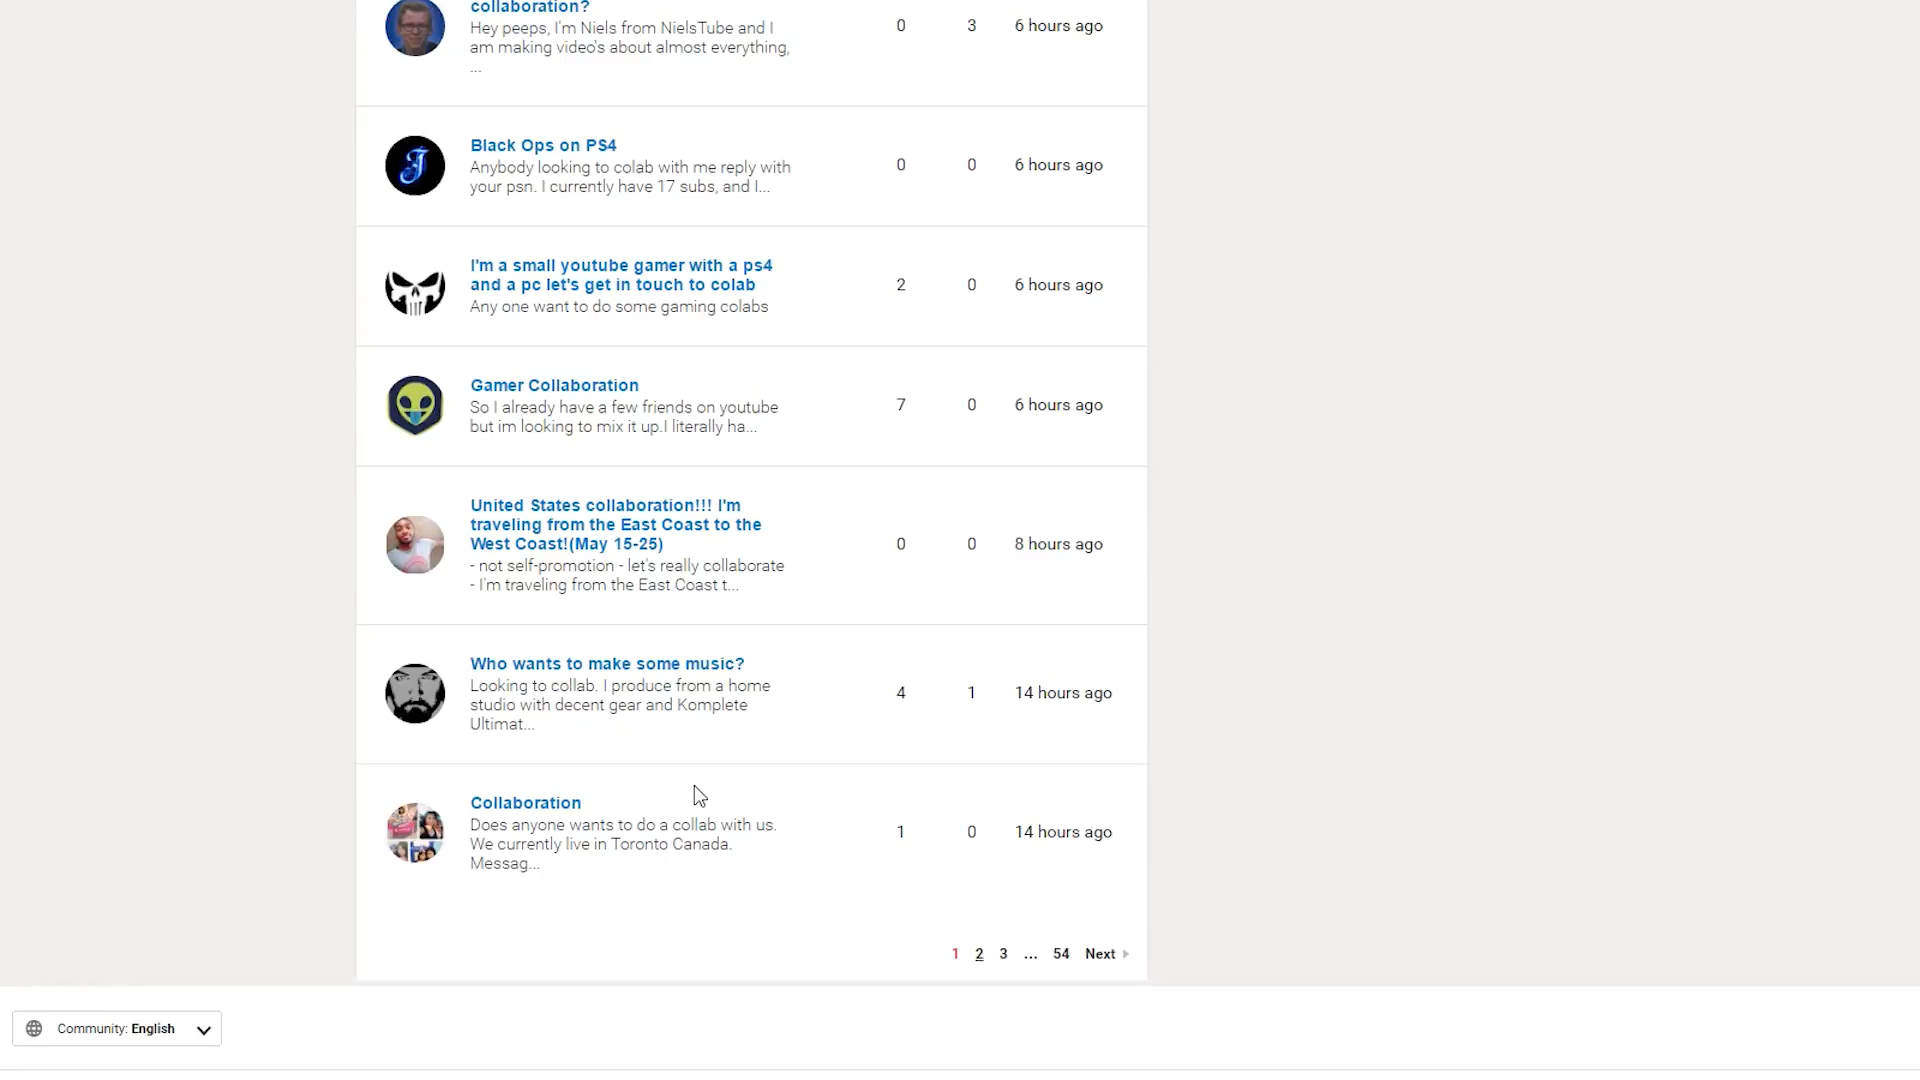 collaboration?
Hey peeps, I'm Niels from NielsTube and I
am making video's about almost everything,
...
0
3
6 hours ago
Black Ops on PS4
Anybody looking to colab with me reply with
your psn. I currently have 17 subs, and I...
0
0
6 hours ago
I'm a small youtube gamer with a ps4
and a pc let's get in touch to colab
Any one want to do some gaming colabs
2
0
6 hours ago
Gamer Collaboration
So I already have a few friends on youtube
but im looking to mix it up.I literally ha...
7
0
6 hours ago
United States collaboration!!! I'm
traveling from the East Coast to the
West Coast!(May 15-25)
- not self-promotion - let's really collaborate
- I'm traveling from the East Coast t...
0
0
8 hours ago
Who wants to make some music?
Looking to collab. I produce from a home
studio with decent gear and Komplete
Ultimat...
4
1
14 hours ago
Collaboration
Does anyone wants to do a collab with us.
We currently live in Toronto Canada.
Messag...
1
0
14 hours ago
1 2 3 ... 54 Next
Community: English